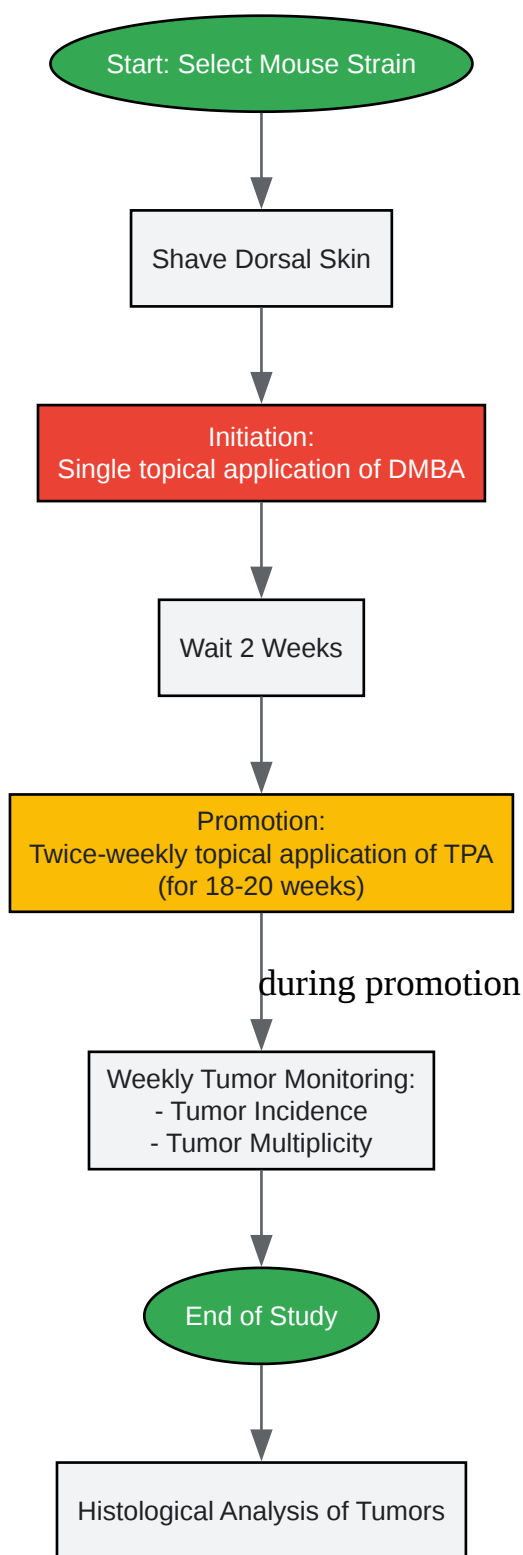 Start: Select Mouse Strain
Shave Dorsal Skin
Initiation:
Single topical application of DMBA
Wait 2 Weeks
Promotion:
Twice-weekly topical application of TPA
(for 18-20 weeks)
during promotion
Weekly Tumor Monitoring:
- Tumor Incidence
- Tumor Multiplicity
End of Study
Histological Analysis of Tumors